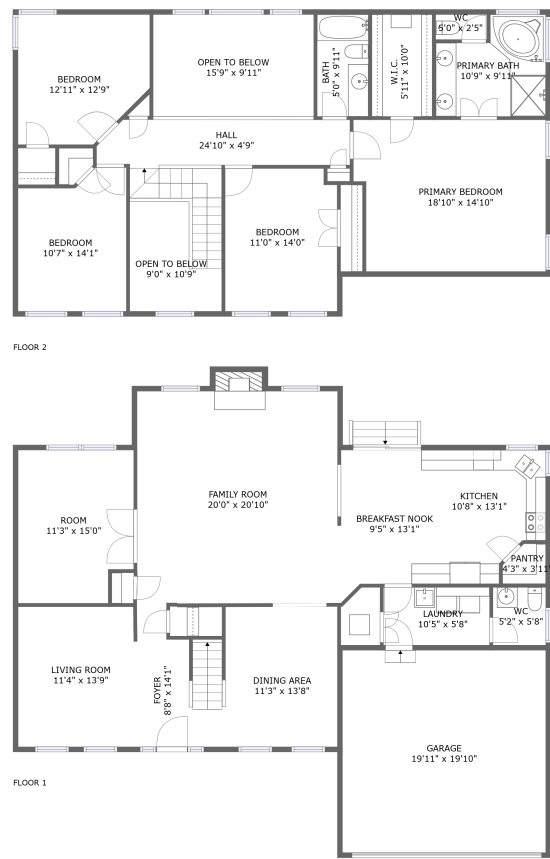 WC
5'0" x 2'5"
OPEN TO BELOW
15'9" x 9'11"
BEDROOM
12'11" x 12'9"
BATH
5'0" x 9'11"
W.I.C.
5'11" x 10'0"
PRIMARY BATH
10'9" x 9'11"
HALL
24'10" x 4'9"
PRIMARY BEDROOM
18'10" x 14'10"
BEDROOM
10'7" x 14'1"
OPEN TO BELOW
9'0" x 10'9"
BEDROOM
11'0" x 14'0"
FLOOR 2
FAMILY ROOM
20'0" x 20'10"
KITCHEN
10'8" x 13'1"
ROOM
11'3" x 15'0"
BREAKFAST NOOK
9'5" x 13'1"
PANTRY
4'3" x 3'11"
LAUNDRY
10'5" x 5'8"
WC
5'2" x 5'8"
LIVING ROOM
11'4" x 13'9"
FOYER
8'8" x 14'1"
DINING AREA
11'3" x 13'8"
GARAGE
19'11" x 19'10"
FLOOR 1